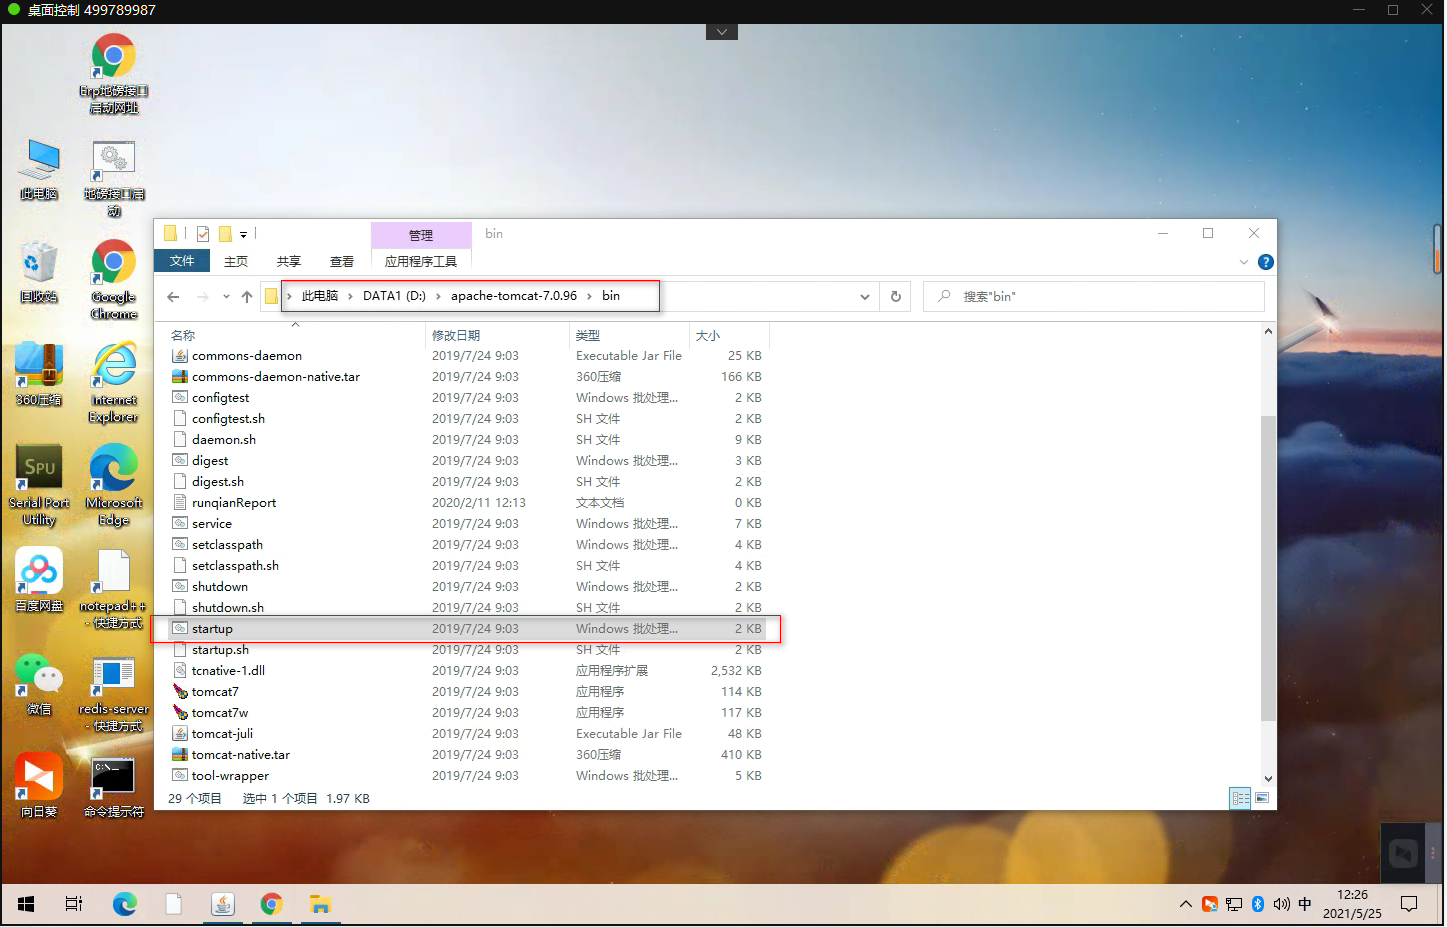 桌面控制 499789987
Erp地磅接口
启动网址
此电脑
地磅接口启
动
回收站
Google
Chrome
360压缩
Internet
Explorer
SPU
Serial Port
Utility
Microsoft
Edge
百度网盘
notepad++
- 快捷方式
微信
redis-server
- 快捷方式
向日葵
C:\._
命令提示符
管理
bin
文件
主页
共享
查看
应用程序工具
此电脑 › DATA1 (D:) › apache-tomcat-7.0.96 › bin
搜索"bin"
名称 修改日期 类型 大小
commons-daemon 2019/7/24 9:03 Executable Jar File 25 KB
commons-daemon-native.tar 2019/7/24 9:03 360压缩 166 KB
configtest 2019/7/24 9:03 Windows 批处理... 2 KB
configtest.sh 2019/7/24 9:03 SH 文件 2 KB
daemon.sh 2019/7/24 9:03 SH 文件 9 KB
digest 2019/7/24 9:03 Windows 批处理... 3 KB
digest.sh 2019/7/24 9:03 SH 文件 2 KB
runqianReport 2020/2/11 12:13 文本文档 0 KB
service 2019/7/24 9:03 Windows 批处理... 7 KB
setclasspath 2019/7/24 9:03 Windows 批处理... 4 KB
setclasspath.sh 2019/7/24 9:03 SH 文件 4 KB
shutdown 2019/7/24 9:03 Windows 批处理... 2 KB
shutdown.sh 2019/7/24 9:03 SH 文件 2 KB
startup 2019/7/24 9:03 Windows 批处理... 2 KB
startup.sh 2019/7/24 9:03 SH 文件 2 KB
tcnative-1.dll 2019/7/24 9:03 应用程序扩展 2,532 KB
tomcat7 2019/7/24 9:03 应用程序 114 KB
tomcat7w 2019/7/24 9:03 应用程序 117 KB
tomcat-juli 2019/7/24 9:03 Executable Jar File 48 KB
tomcat-native.tar 2019/7/24 9:03 360压缩 410 KB
tool-wrapper 2019/7/24 9:03 Windows 批处理... 5 KB
29 个项目 选中 1 个项目 1.97 KB
中
12:26
2021/5/25